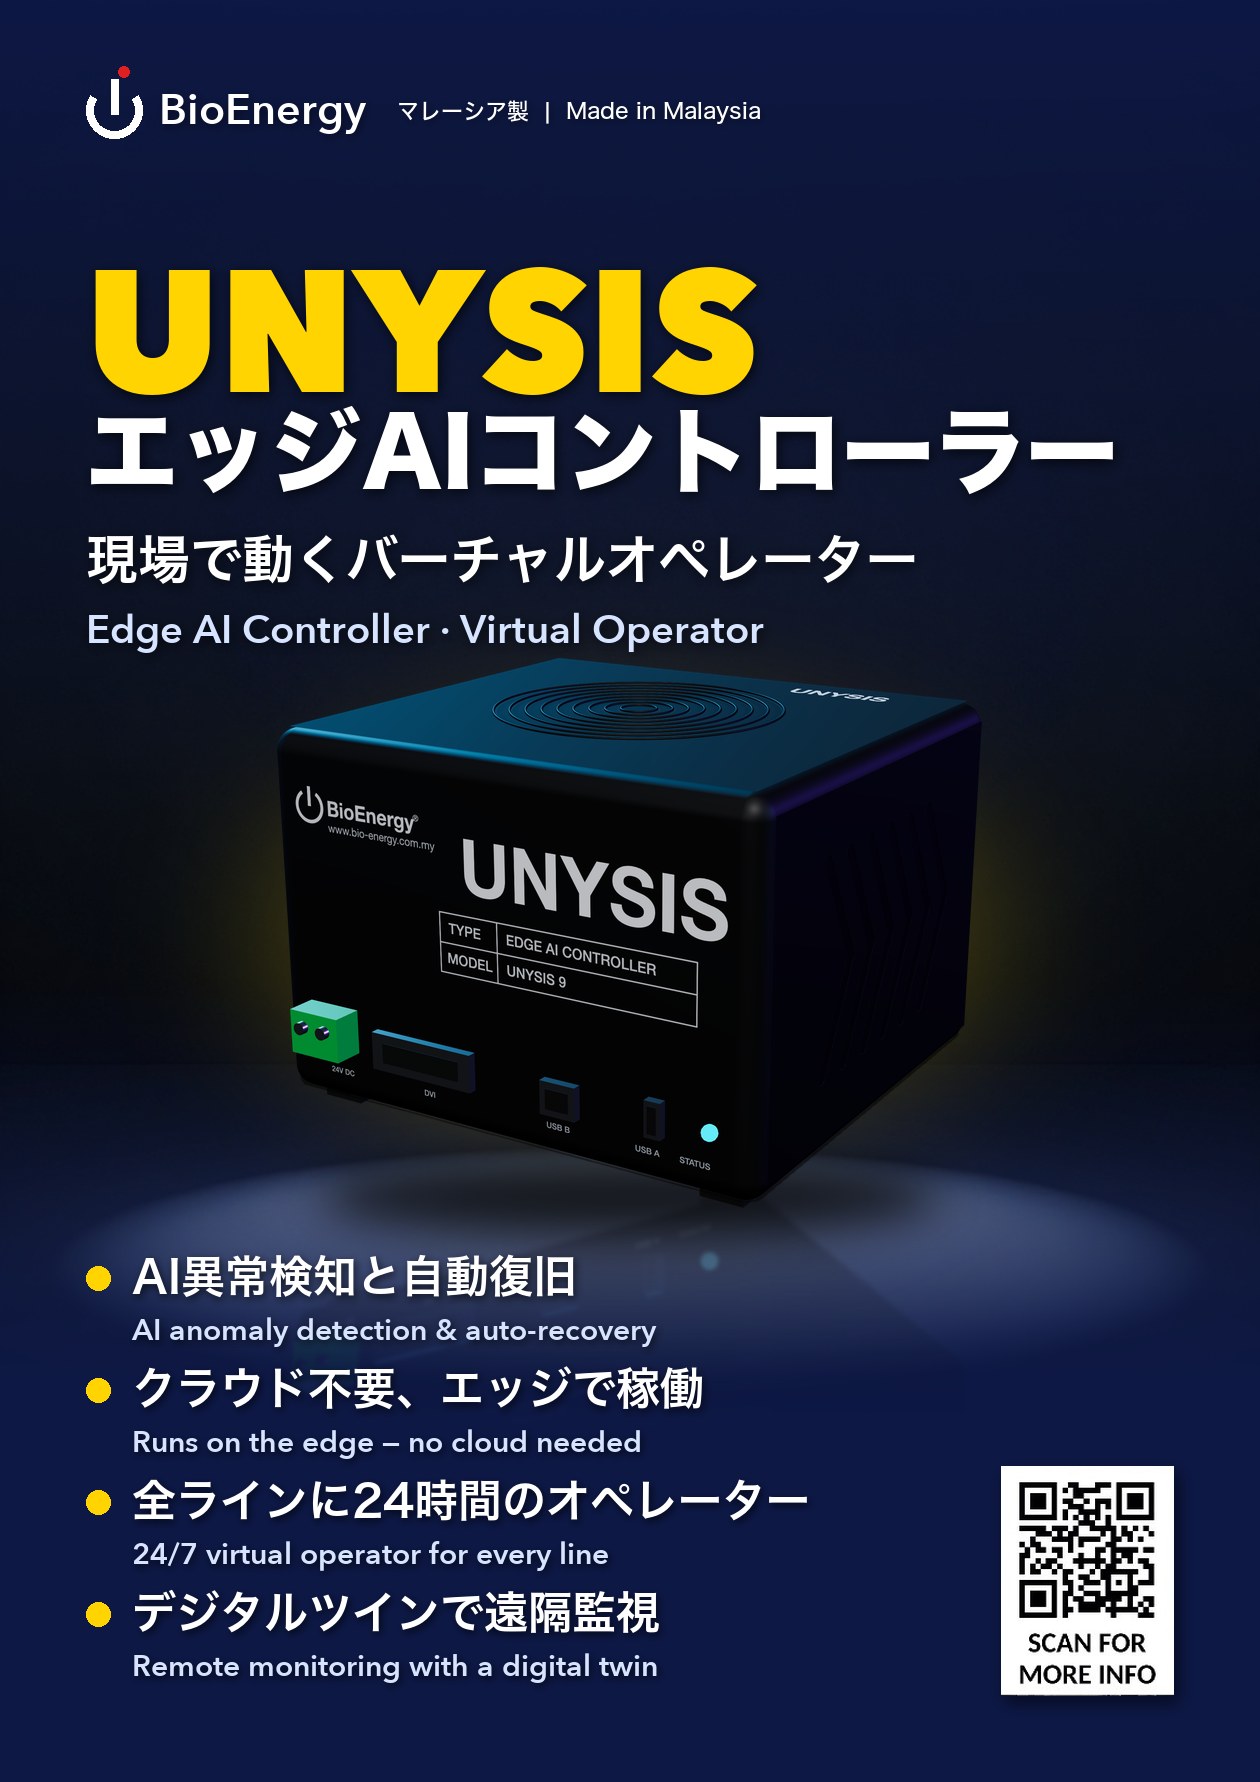 BioEnergy マレーシア製 | Made in Malaysia
UNYSIS
エッジAIコントローラー
現場で動くバーチャルオペレーター
Edge AI Controller · Virtual Operator
UNYSIS
BioEnergy®
www.bio-energy.com.my
UNYSIS
TYPE EDGE AI CONTROLLER
MODEL UNYSIS 9
24V DC
DVI
USB B
USB A
STATUS
AI異常検知と自動復旧
AI anomaly detection & auto-recovery
クラウド不要、エッジで稼働
Runs on the edge – no cloud needed
全ラインに24時間のオペレーター
24/7 virtual operator for every line
デジタルツインで遠隔監視
Remote monitoring with a digital twin
SCAN FOR
MORE INFO